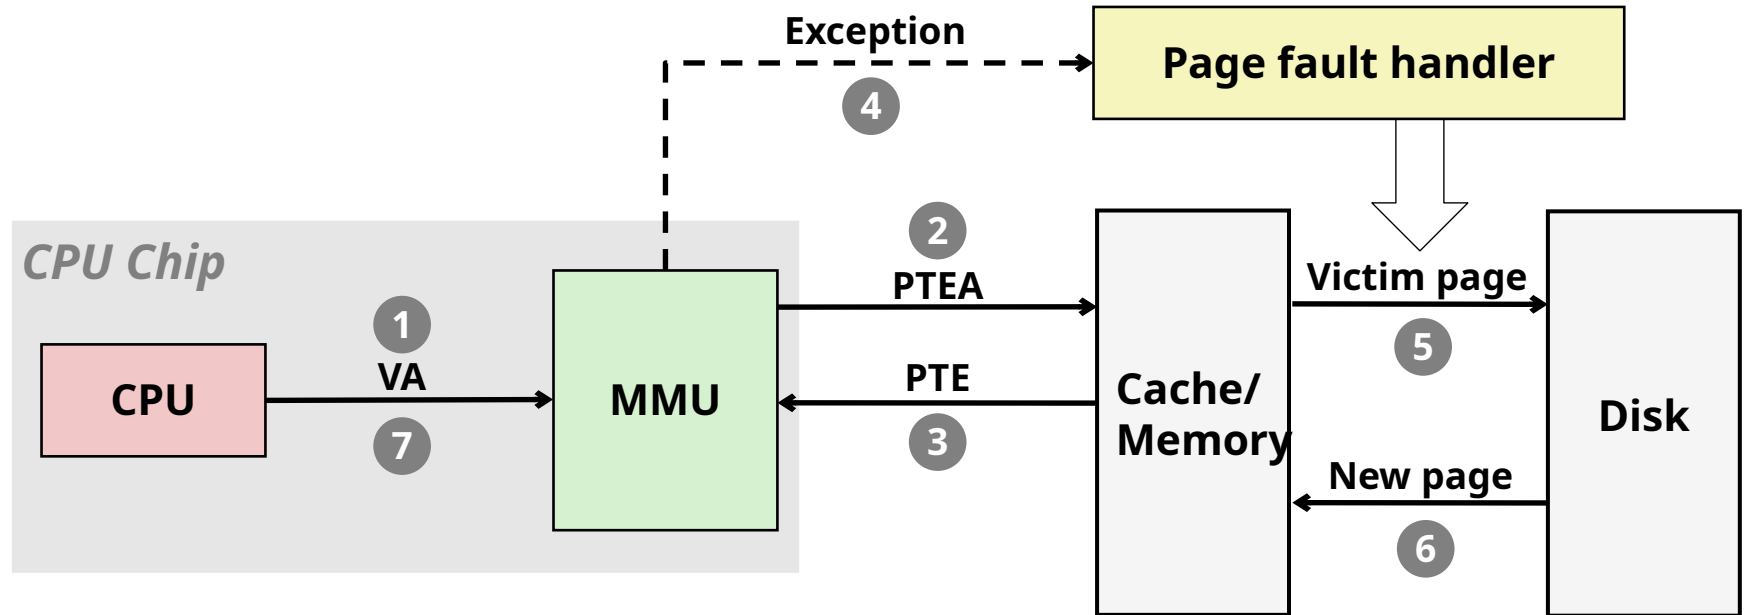 Exception
Page fault handler
4
CPU Chip
2
PTEA
Victim page
1
5
VA
PTE
CPU
MMU
Cache/
Memory
Disk
7
3
New page
6